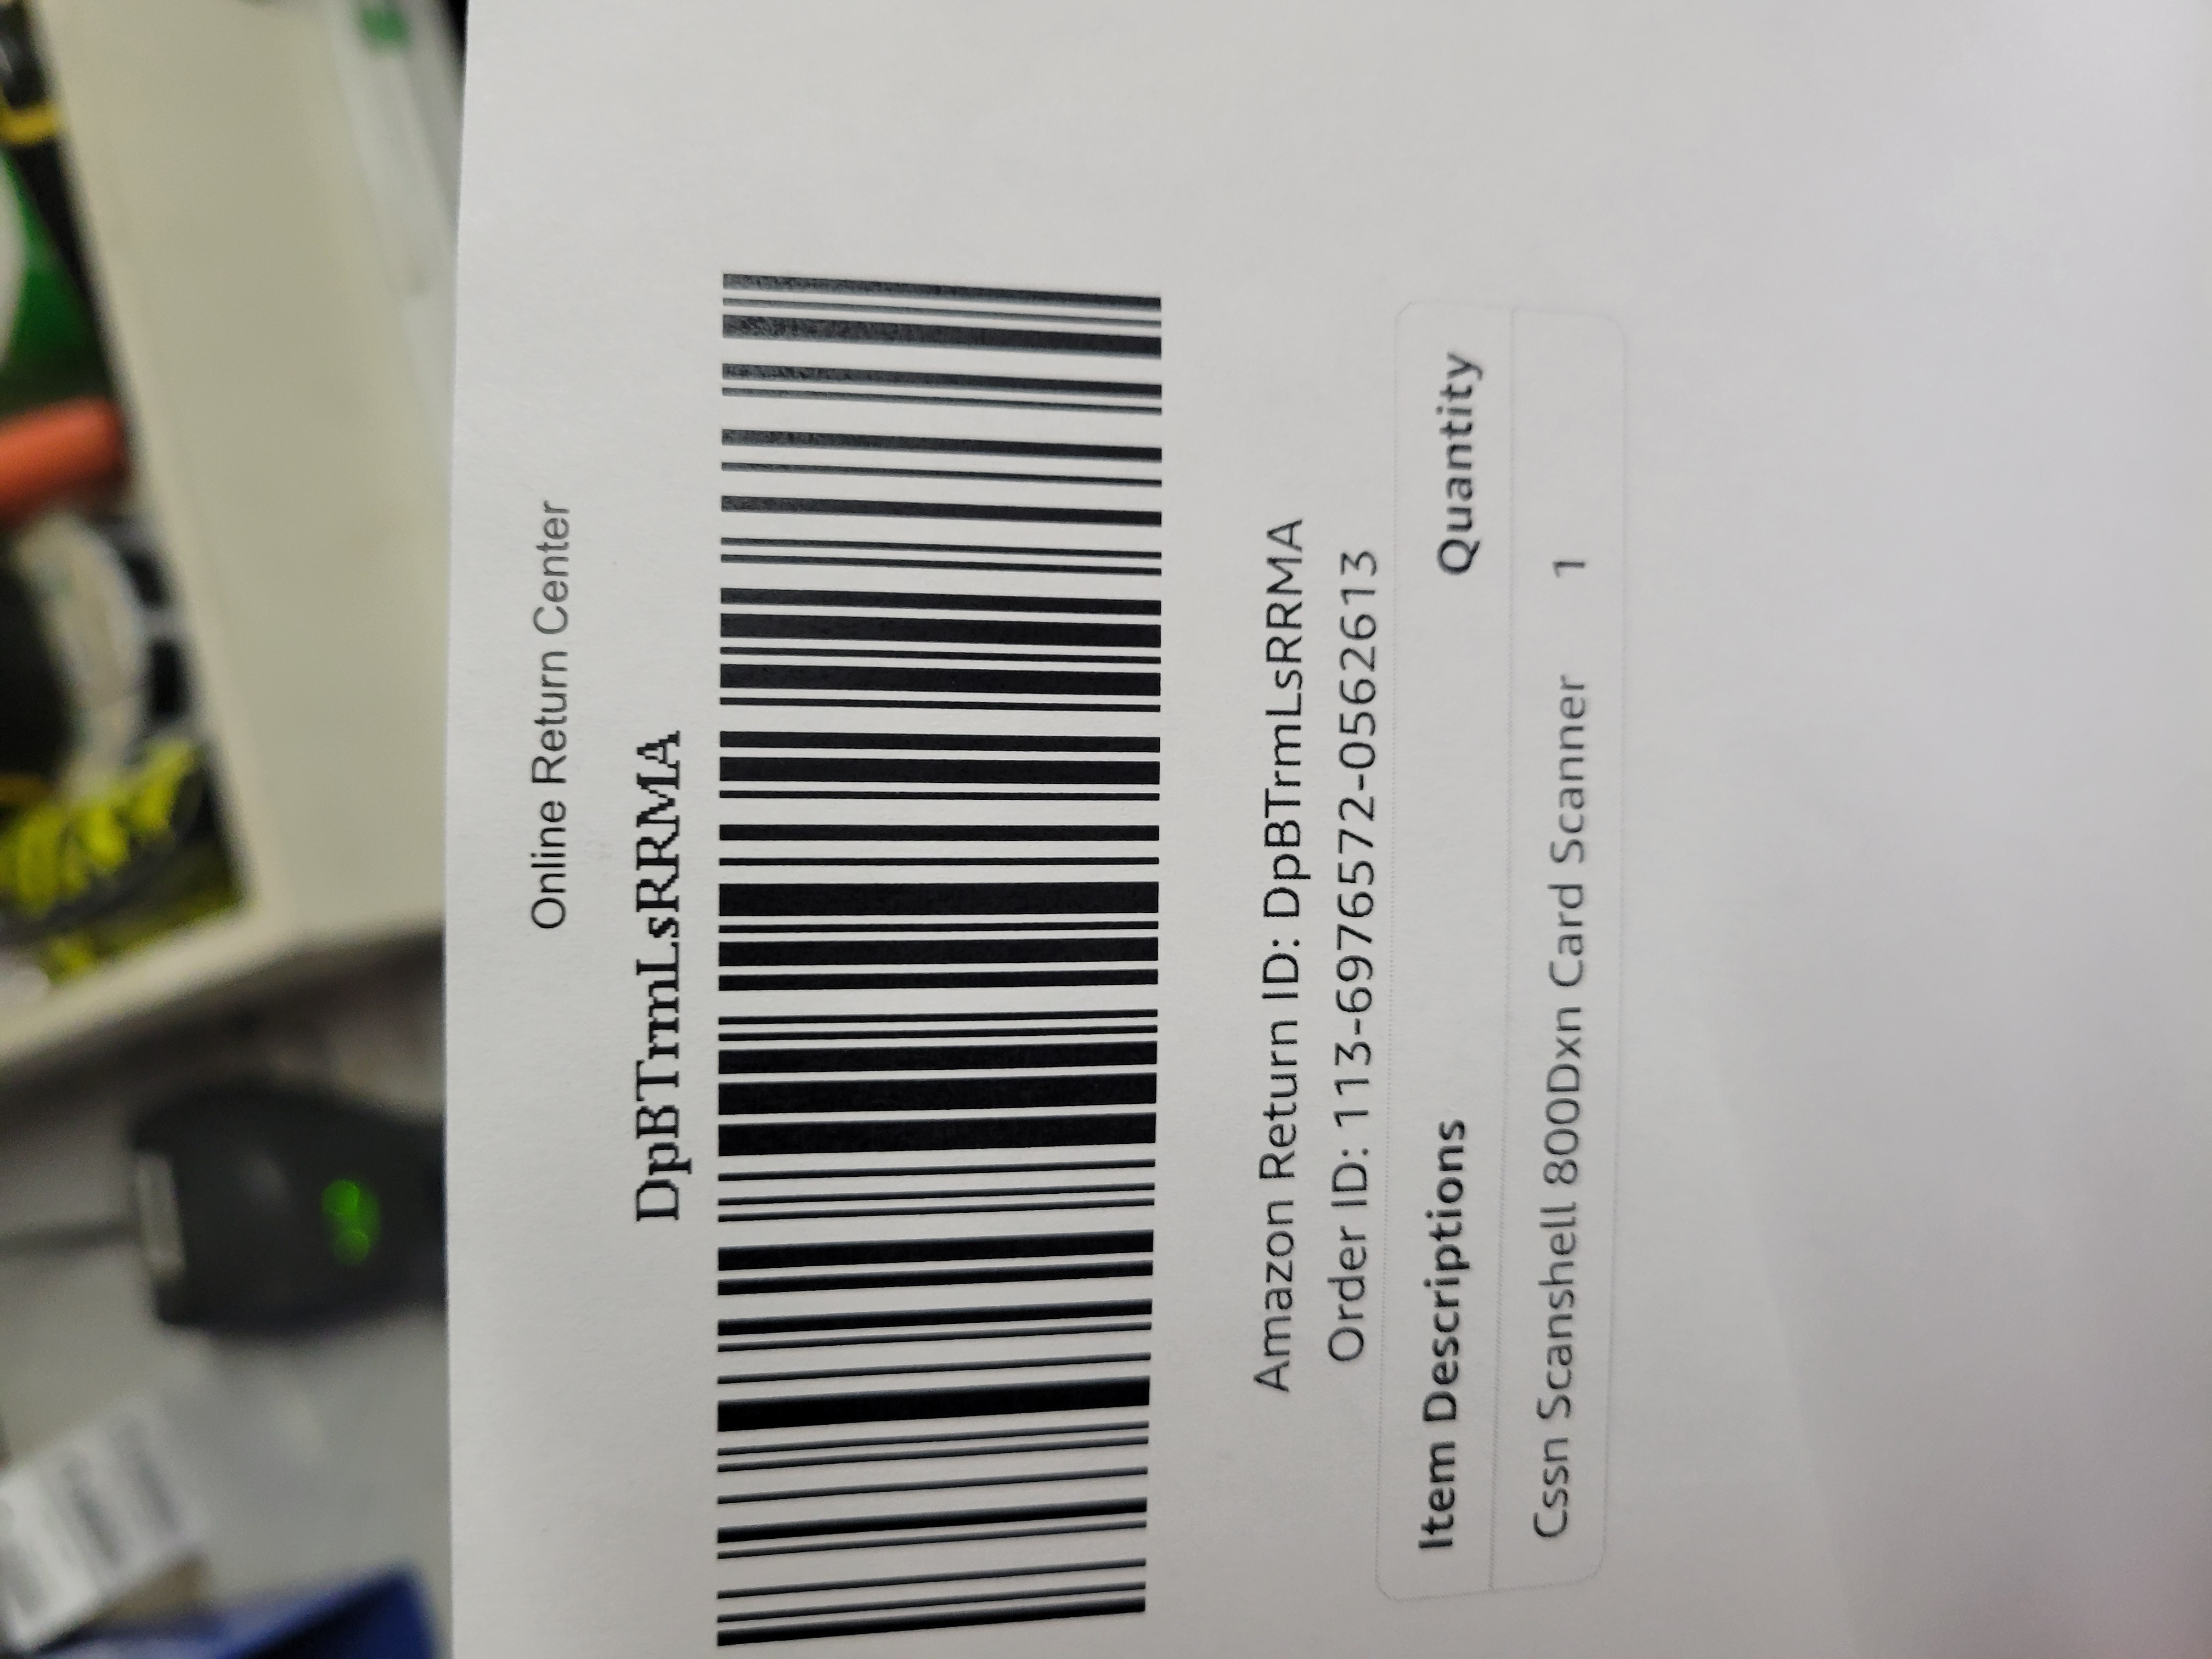 Online Return Center
DpBTrmLsRRMA
Amazon Return ID: DpBTrmLsRRMA
Order ID: 113-6976572-0562613
Item Descriptions Quantity
Cssn Scanshell 800Dxn Card Scanner 1